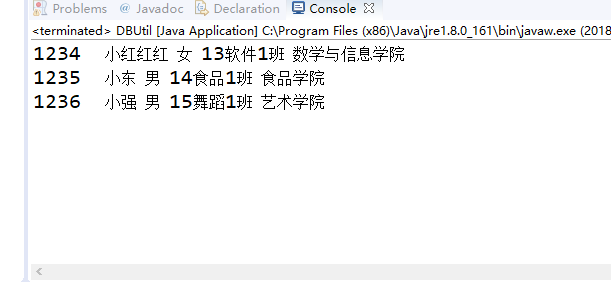 Problems @ Javadoc Declaration Console
<terminated> DBUtil [Java Application] C:\Program Files (x86)\Java\jre1.8.0_161\bin\javaw.exe (2018
1234 小红红红 女 13软件1班 数学与信息学院
1235 小东 男 14食品1班 食品学院
1236 小强 男 15舞蹈1班 艺术学院